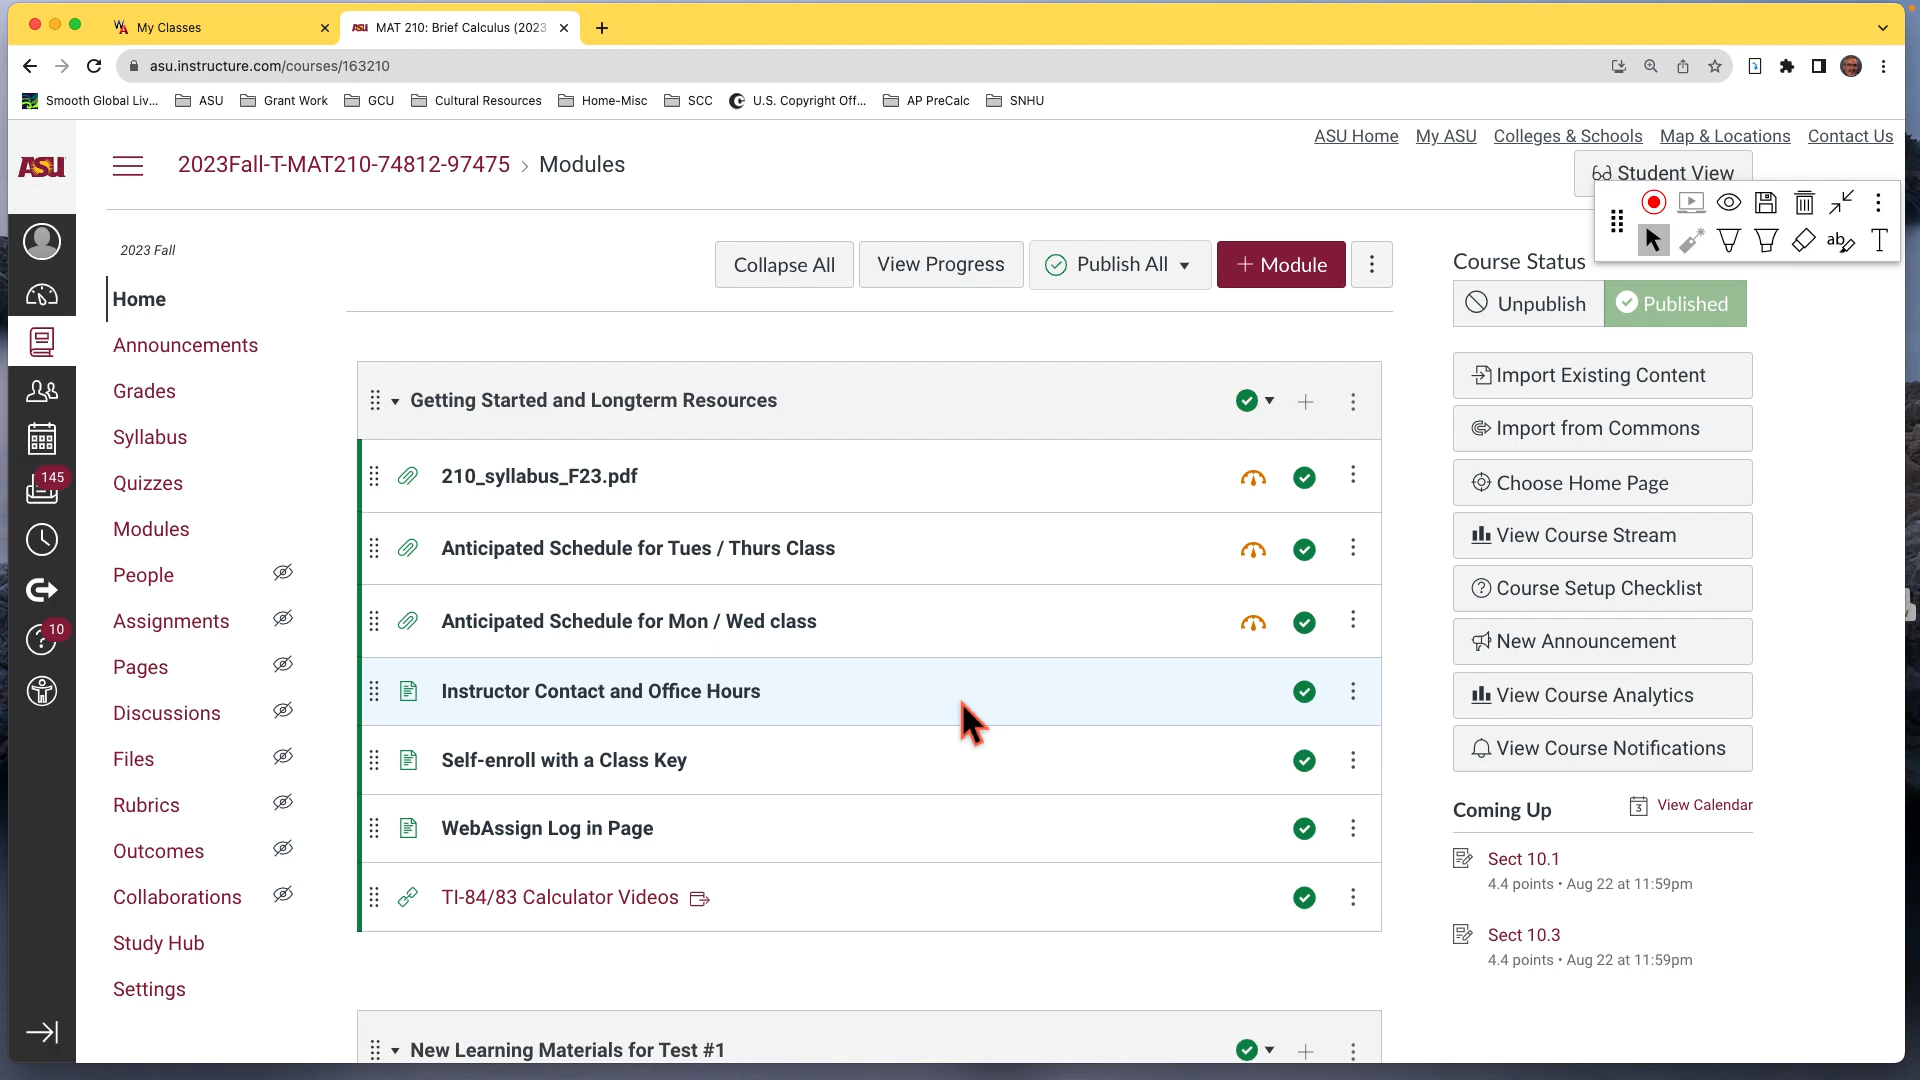 My Classes
MAT 210: Brief Calculus (2023
asu.instructure.com/courses/163210
Smooth Global Liv...
ASU
Grant Work
GCU
Cultural Resources
Home-Misc
SCC
U.S. Copyright Off...
AP PreCalc
SNHU
ASU Home
My ASU
Colleges & Schools
Map & Locations
Contact Us
ASU
2023Fall-T-MAT210-74812-97475 › Modules
Student View
2023 Fall
Home
Announcements
Grades
Syllabus
Quizzes
Modules
People
Assignments
Pages
Discussions
Files
Rubrics
Outcomes
Collaborations
Study Hub
Settings
145
10
Collapse All
View Progress
Publish All
+ Module
Getting Started and Longterm Resources
210_syllabus_F23.pdf
Anticipated Schedule for Tues / Thurs Class
Anticipated Schedule for Mon / Wed class
Instructor Contact and Office Hours
Self-enroll with a Class Key
WebAssign Log in Page
TI-84/83 Calculator Videos
New Learning Materials for Test #1
Course Status
Unpublish
Published
Import Existing Content
Import from Commons
Choose Home Page
View Course Stream
Course Setup Checklist
New Announcement
View Course Analytics
View Course Notifications
Coming Up
3
View Calendar
Sect 10.1
4.4 points • Aug 22 at 11:59pm
Sect 10.3
4.4 points • Aug 22 at 11:59pm